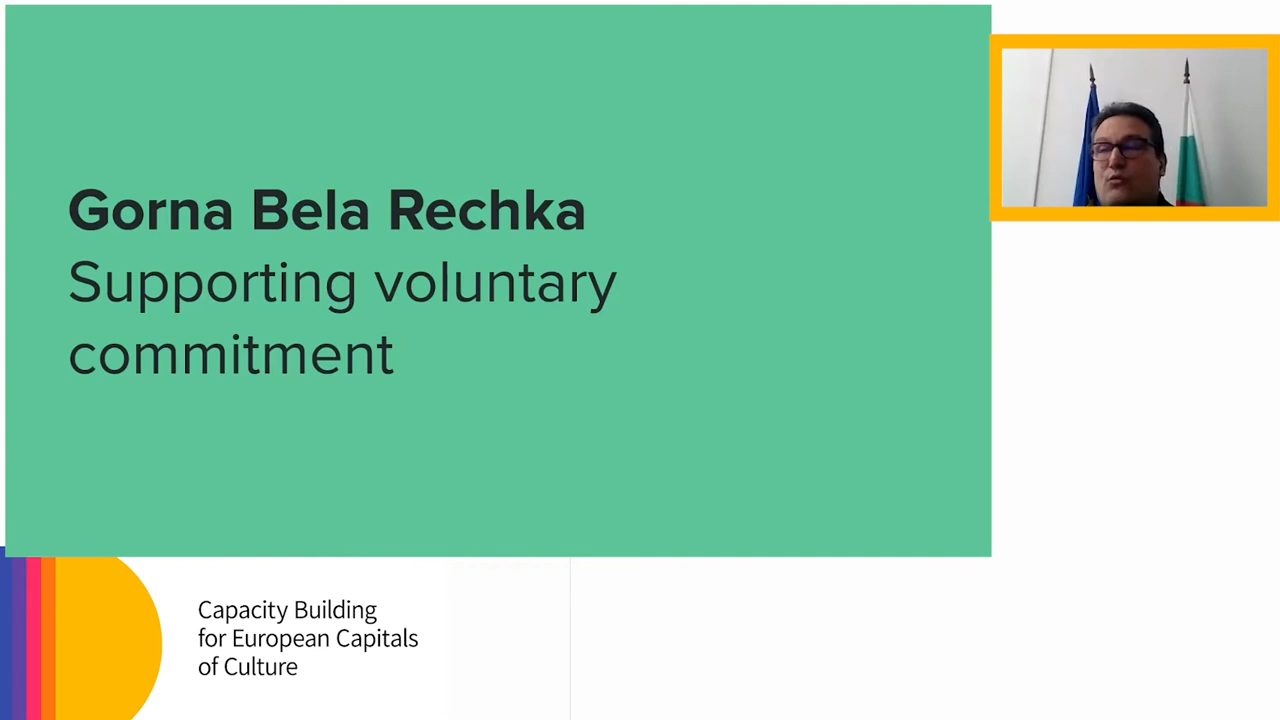 Gorna Bela Rechka
Supporting voluntary
commitment
Capacity Building
for European Capitals
of Culture